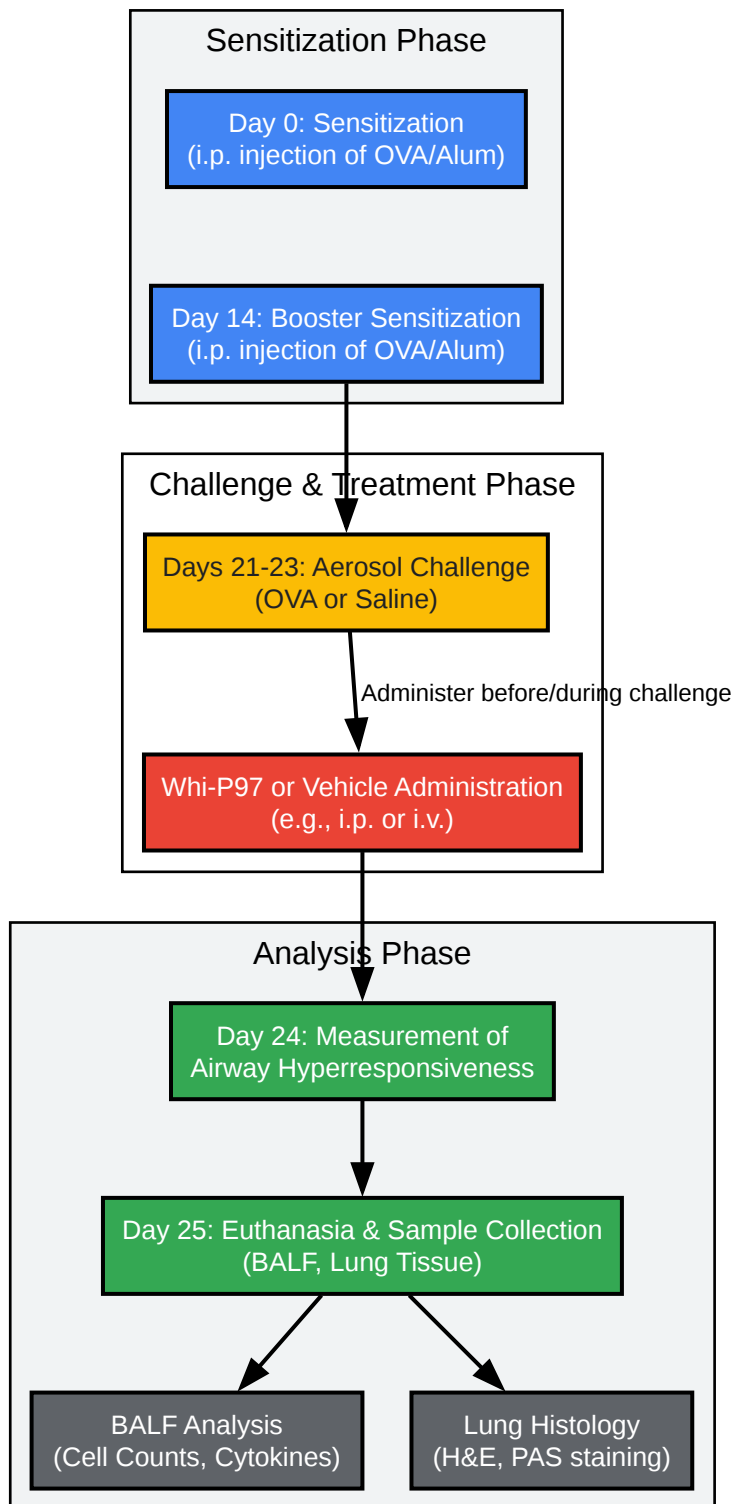 Sensitization Phase
Day 0: Sensitization
(i.p. injection of OVA/Alum)
Day 14: Booster Sensitization
(i.p. injection of OVA/Alum)
Challenge & Treatment Phase
Days 21-23: Aerosol Challenge
(OVA or Saline)
Administer before/during challenge
Whi-P97 or Vehicle Administration
(e.g., i.p. or i.v.)
Analysis Phase
Day 24: Measurement of
Airway Hyperresponsiveness
Day 25: Euthanasia & Sample Collection
(BALF, Lung Tissue)
BALF Analysis
(Cell Counts, Cytokines)
Lung Histology
(H&E, PAS staining)